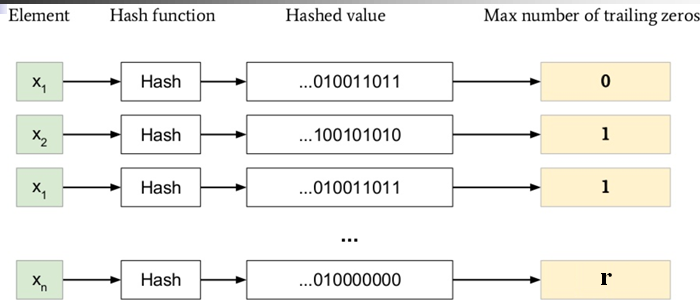 Element Hash function Hashed value Max number of trailing zeros
x₁ Hash ...010011011 0
x₂ Hash ...100101010 1
x₁ Hash ...010011011 1
...
xₙ Hash ...010000000 r